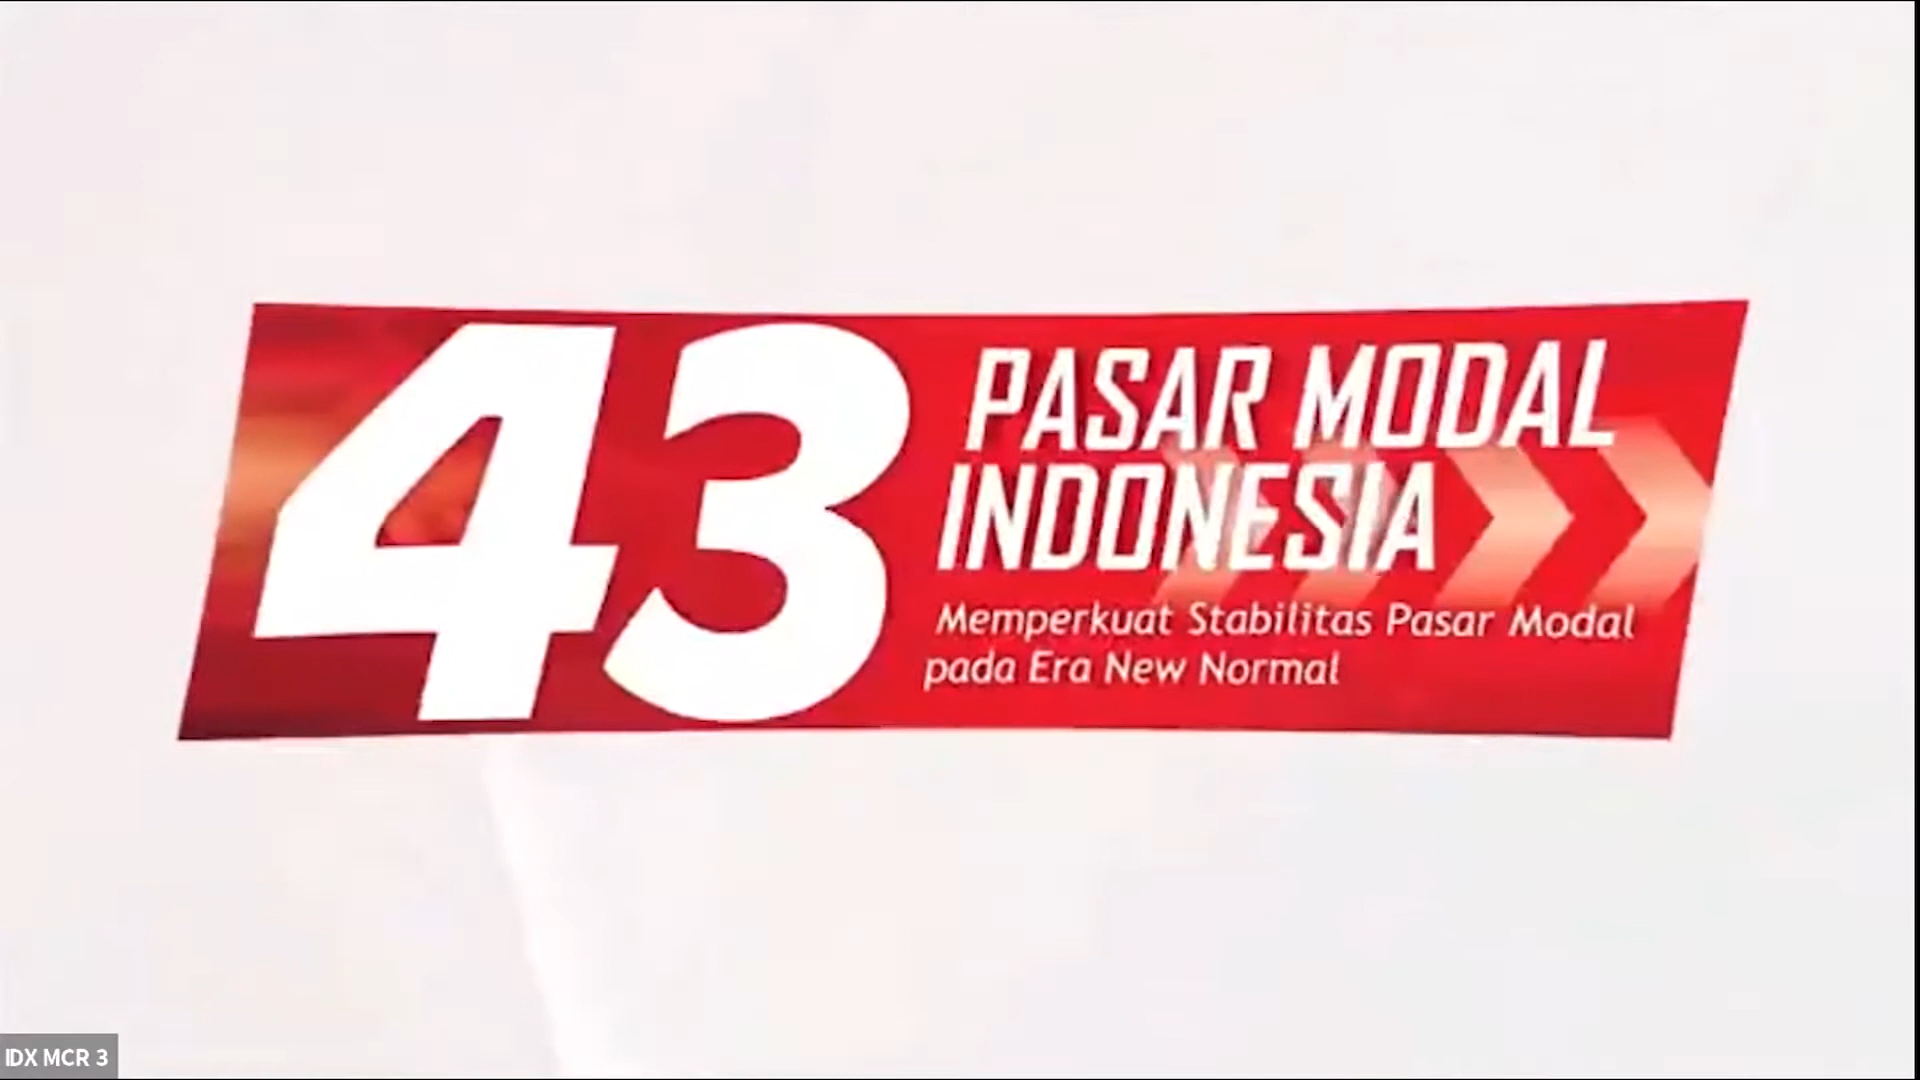 43 PASAR MODAL
INDONESIA
Memperkuat Stabilitas Pasar Modal
pada Era New Normal
IDX MCR 3